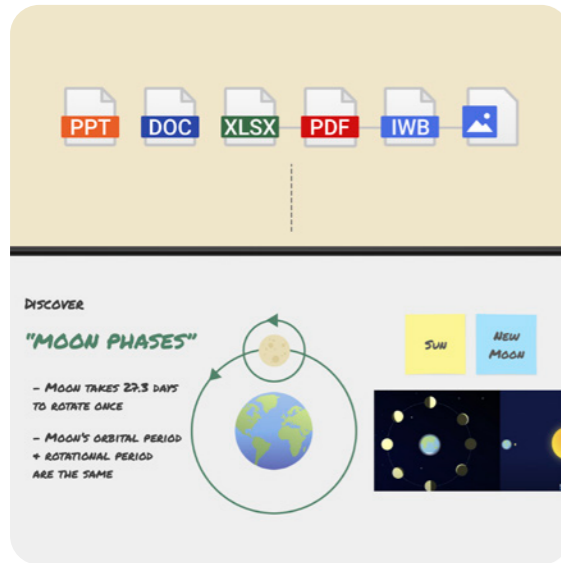 PPT DOC XLSX PDF IWB
DISCOVER
"MOON PHASES"
- MOON TAKES 27.3 DAYS
TO ROTATE ONCE
- MOON'S ORBITAL PERIOD
+ ROTATIONAL PERIOD
ARE THE SAME
SUN
NEW
MOON